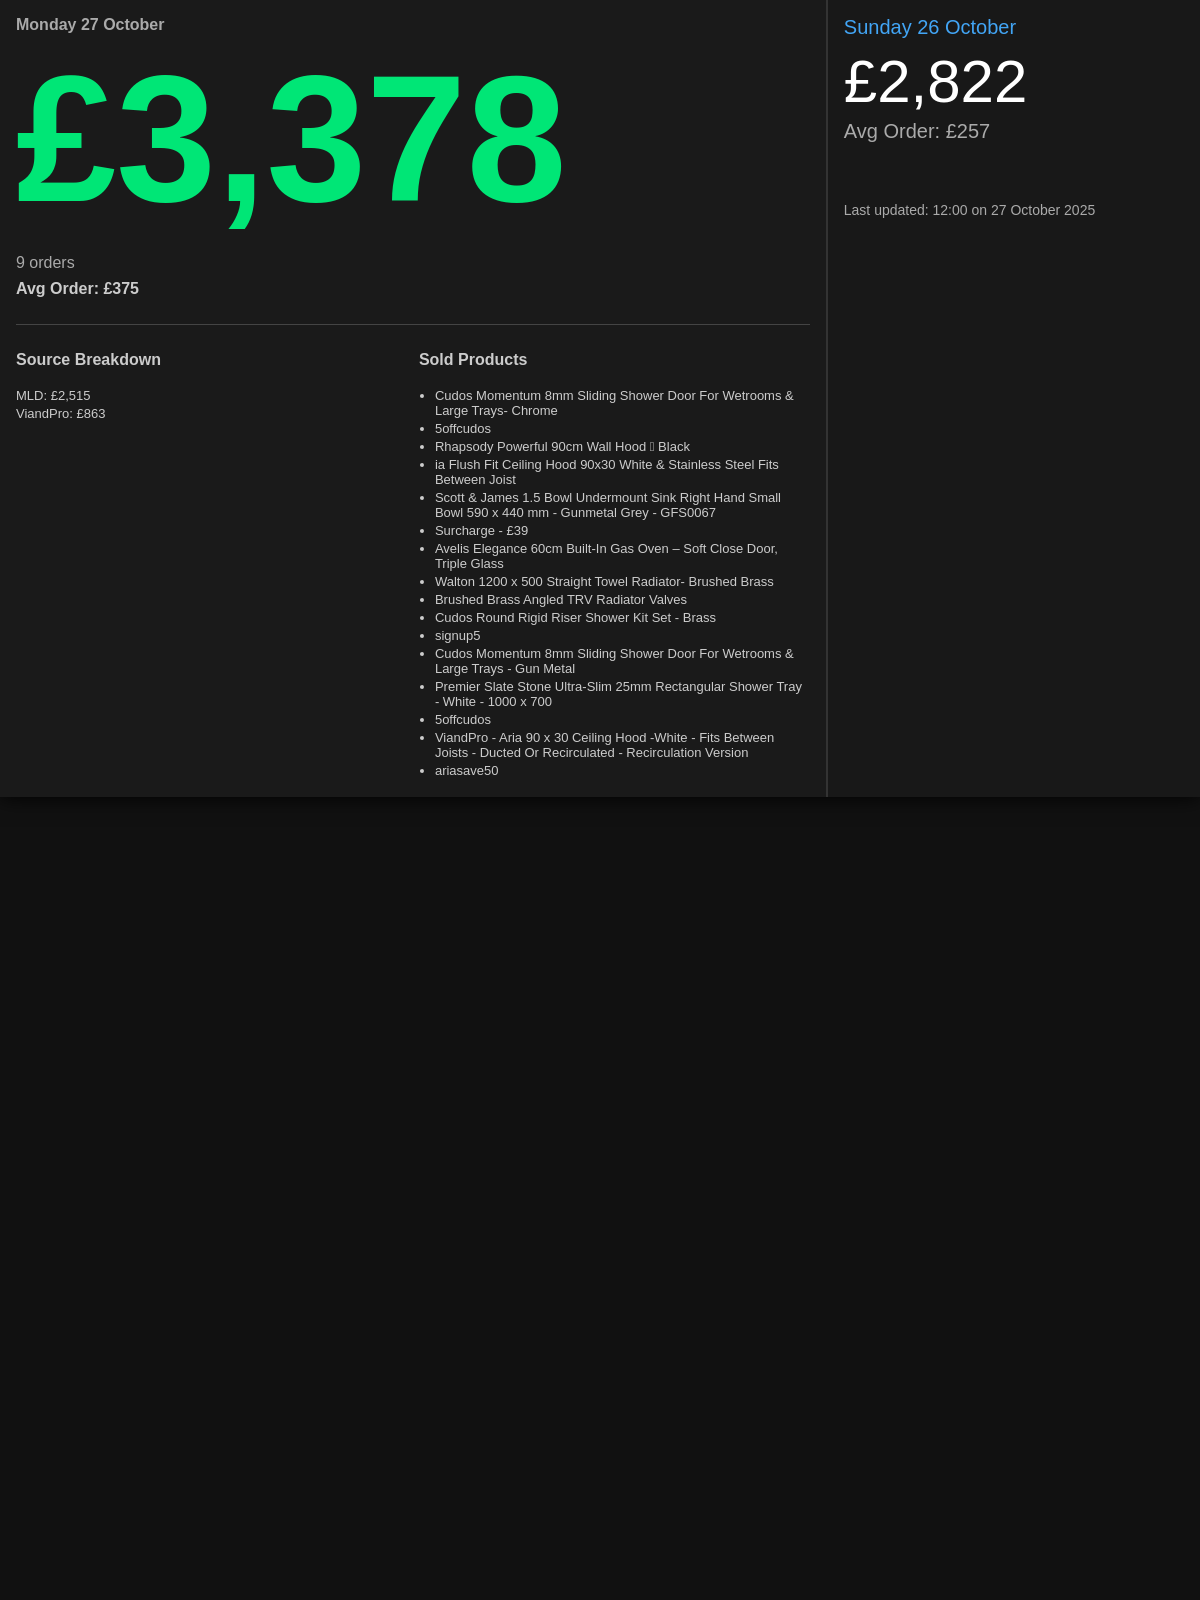 Monday 27 October
£3,378
9 orders
Avg Order: £375
Source Breakdown
MLD: £2,515
ViandPro: £863
Sold Products
• Cudos Momentum 8mm Sliding Shower Door For Wetrooms &
Large Trays- Chrome
• 5offcudos
• Rhapsody Powerful 90cm Wall Hood ▯ Black
• ia Flush Fit Ceiling Hood 90x30 White & Stainless Steel Fits
Between Joist
• Scott & James 1.5 Bowl Undermount Sink Right Hand Small
Bowl 590 x 440 mm - Gunmetal Grey - GFS0067
• Surcharge - £39
• Avelis Elegance 60cm Built-In Gas Oven – Soft Close Door,
Triple Glass
• Walton 1200 x 500 Straight Towel Radiator- Brushed Brass
• Brushed Brass Angled TRV Radiator Valves
• Cudos Round Rigid Riser Shower Kit Set - Brass
• signup5
• Cudos Momentum 8mm Sliding Shower Door For Wetrooms &
Large Trays - Gun Metal
• Premier Slate Stone Ultra-Slim 25mm Rectangular Shower Tray
- White - 1000 x 700
• 5offcudos
• ViandPro - Aria 90 x 30 Ceiling Hood -White - Fits Between
Joists - Ducted Or Recirculated - Recirculation Version
• ariasave50
Sunday 26 October
£2,822
Avg Order: £257
Last updated: 12:00 on 27 October 2025